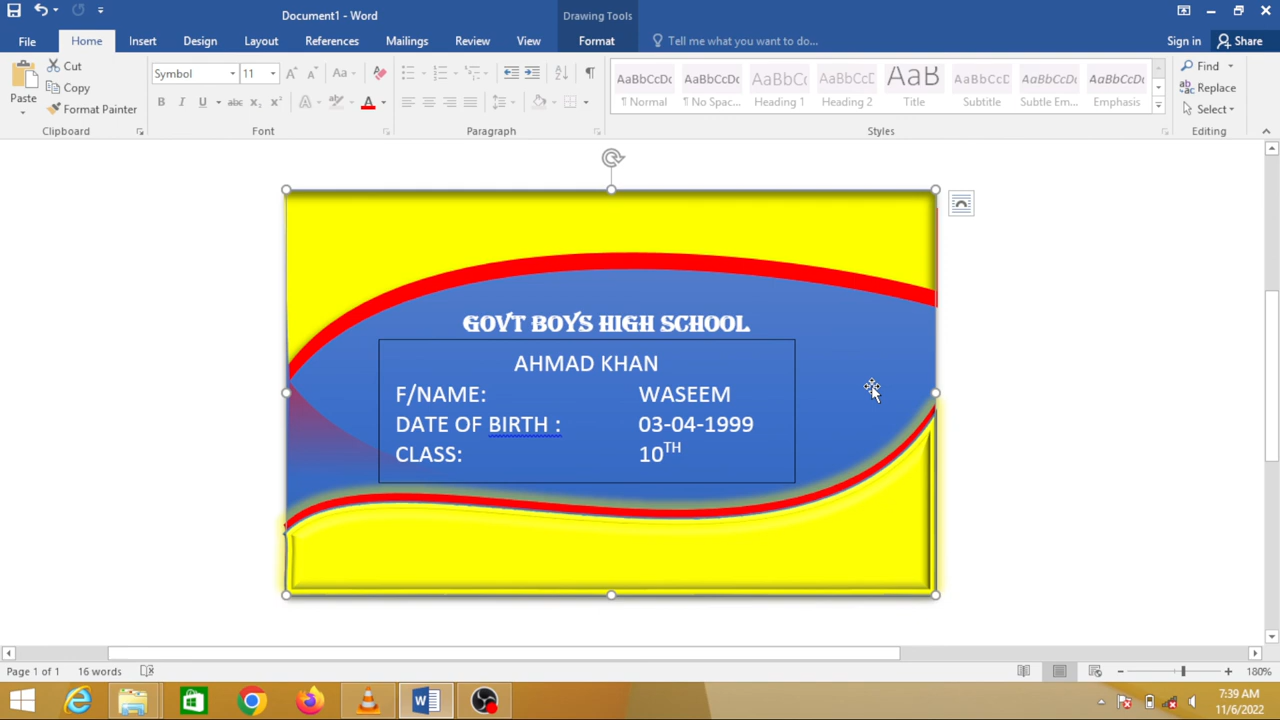 Document1 - Word
Drawing Tools
File Home Insert Design Layout References Mailings Review View Format Tell me what you want to do... Sign in Share
Paste
Cut
Copy
Format Painter
Clipboard
Symbol 11 Aa
B I U abc x2 x2 A A
Font
Paragraph
AaBbCcDc AaBbCcDc AaBbCc AaBbCcD AaB AaBbCcD AaBbCcDc AaBbCcDc
¶ Normal ¶ No Spac... Heading 1 Heading 2 Title Subtitle Subtle Em... Emphasis
Styles
Find
Replace
Select
Editing
GOVT BOYS HIGH SCHOOL
AHMAD KHAN
F/NAME: WASEEM
DATE OF BIRTH : 03-04-1999
CLASS: 10TH
Page 1 of 1 16 words 180%
7:39 AM
11/6/2022